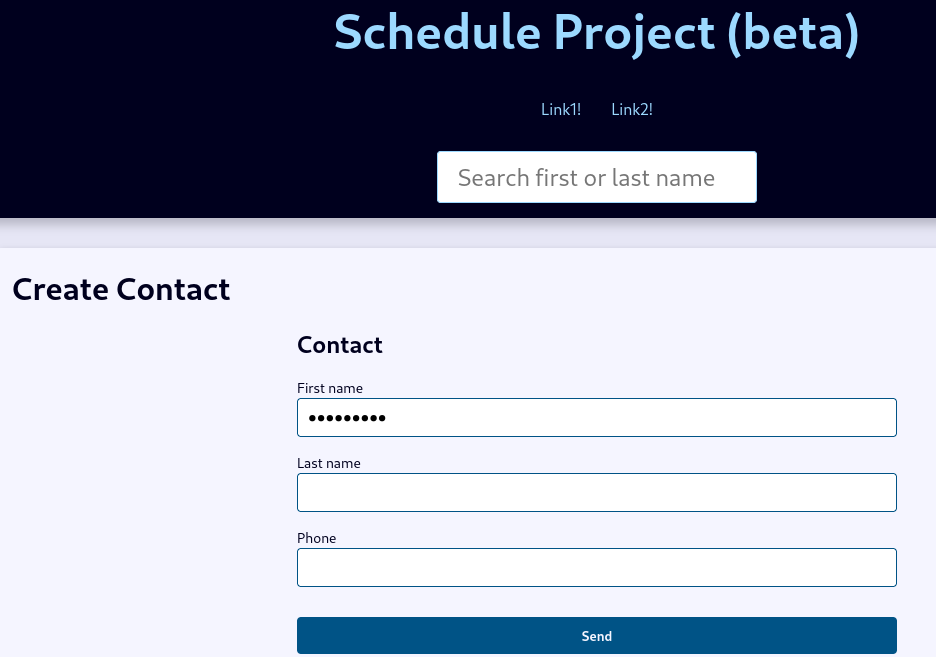 Schedule Project (beta)
Link1! Link2!
Search first or last name
Create Contact
Contact
First name
•••••••••
Last name
Phone
Send